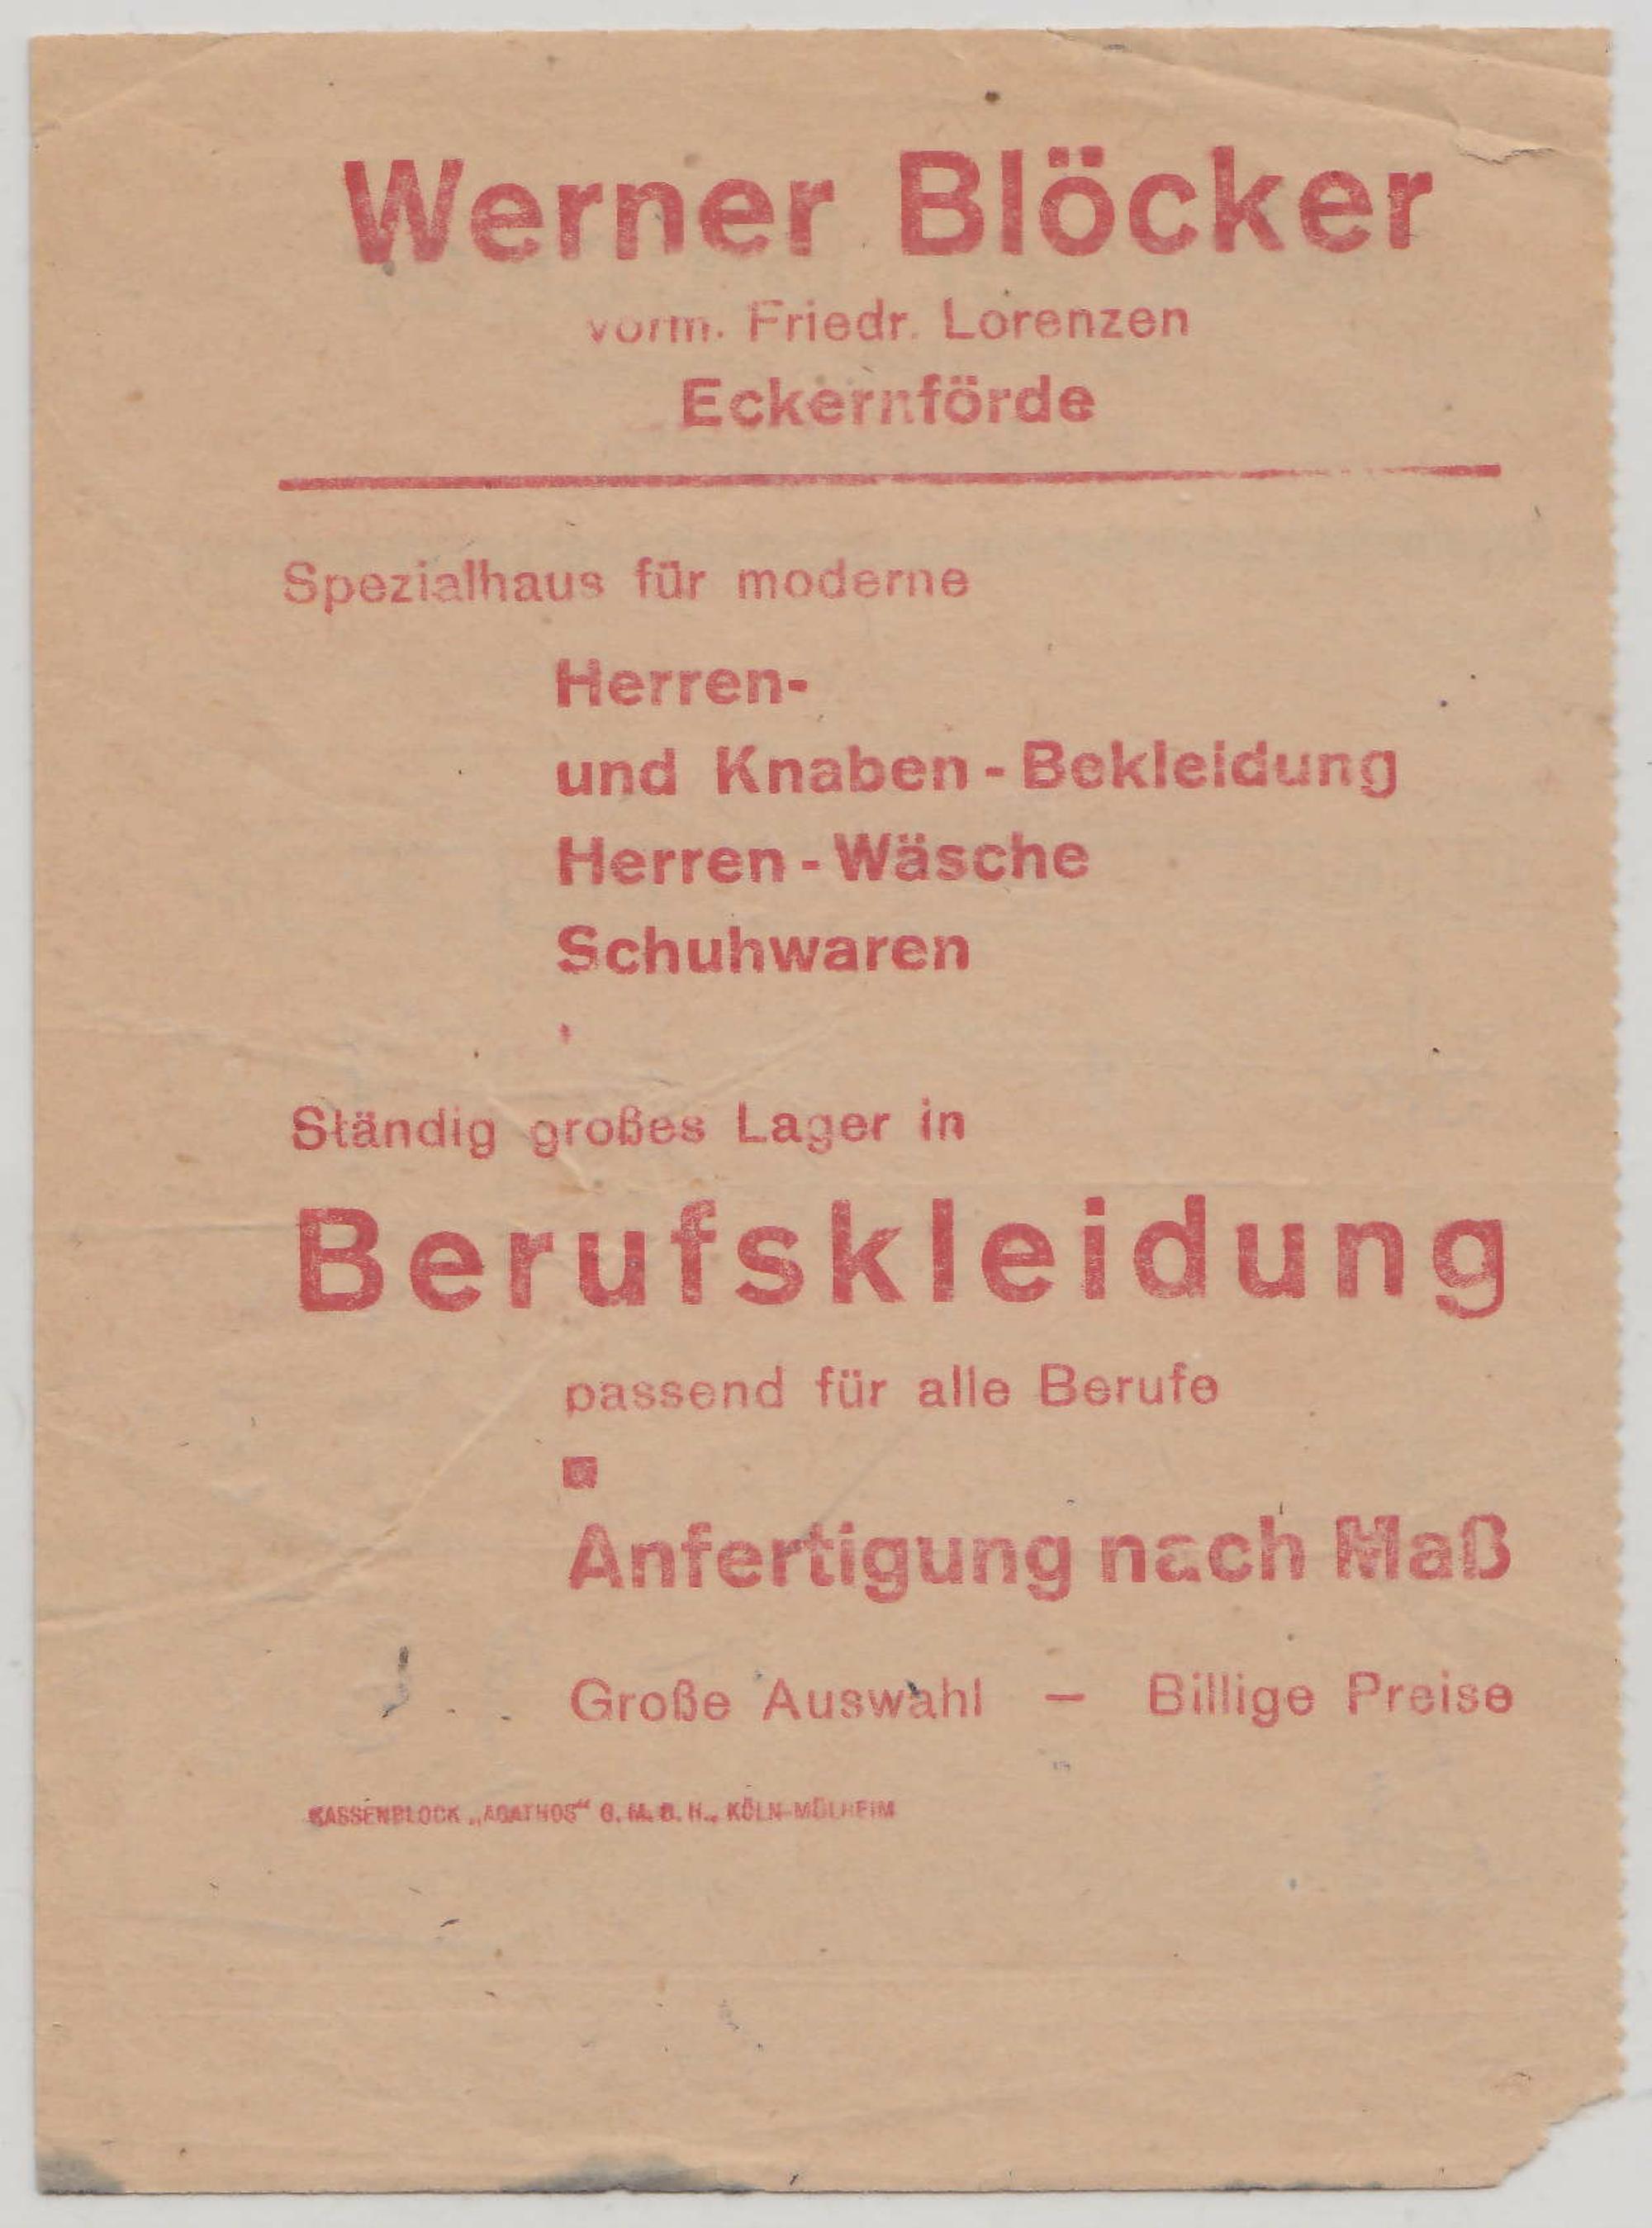 Werner Blöcker
vorm. Friedr. Lorenzen
Eckernförde
Spezialhaus für moderne
Herren-
und Knaben-Bekleidung
Herren-Wäsche
Schuhwaren
Ständig großes Lager in
Berufskleidung
passend für alle Berufe
Anfertigung nach Maß
Große Auswahl – Billige Preise
KASSENBLOCK „AGATHOS“ G. M. B. H., KÖLN-MÜLHEIM